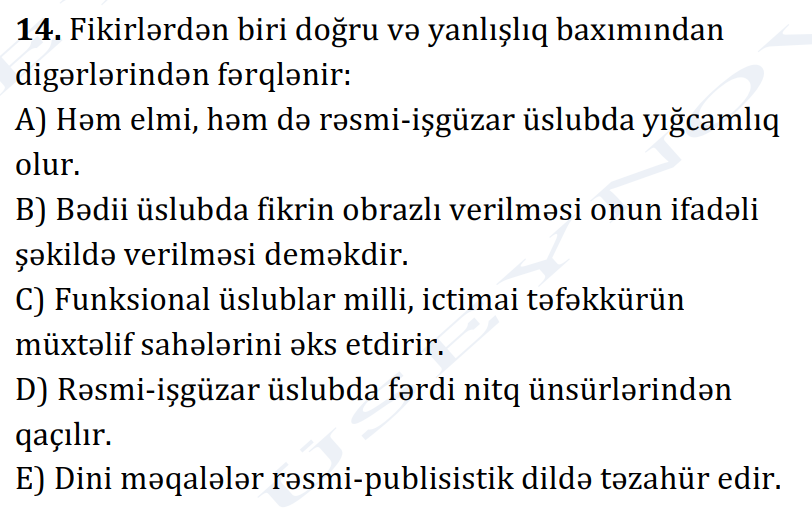 14. Fikirlərdən biri doğru və yanlışlıq baxımından
digərlərindən fərqlənir:
A) Həm elmi, həm də rəsmi-işgüzar üslubda yığcamlıq
olur.
B) Bədii üslubda fikrin obrazlı verilməsi onun ifadəli
şəkildə verilməsi deməkdir.
C) Funksional üslublar milli, ictimai təfəkkürün
müxtəlif sahələrini əks etdirir.
D) Rəsmi-işgüzar üslubda fərdi nitq ünsürlərindən
qaçılır.
E) Dini məqalələr rəsmi-publisistik dildə təzahür edir.